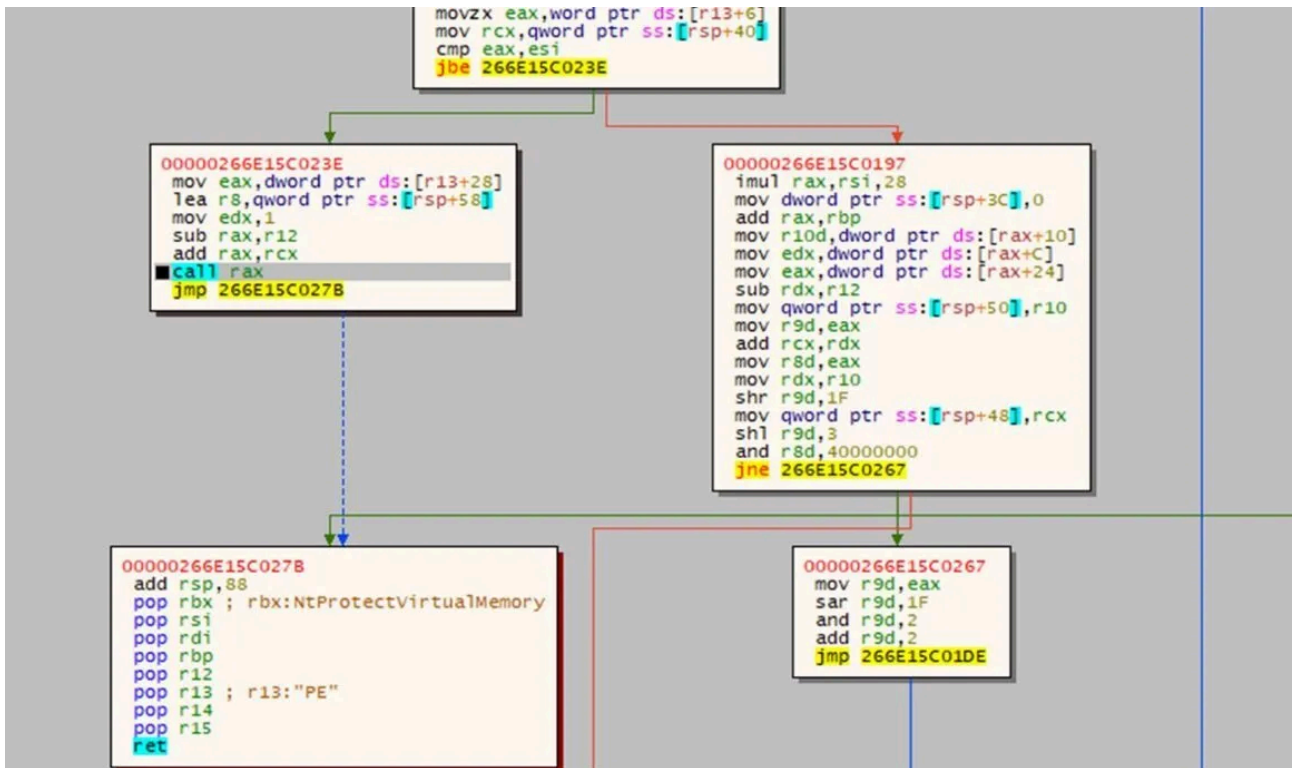 movzx eax,word ptr ds:[r13+6]
mov rcx,qword ptr ss:[rsp+40]
cmp eax,esi
jbe 266E15C023E
00000266E15C023E
mov eax,dword ptr ds:[r13+28]
lea r8,qword ptr ss:[rsp+58]
mov edx,1
sub rax,r12
add rax,rcx
call rax
jmp 266E15C027B
00000266E15C0197
imul rax,rsi,28
mov dword ptr ss:[rsp+3C],0
add rax,rbp
mov r10d,dword ptr ds:[rax+10]
mov edx,dword ptr ds:[rax+C]
mov eax,dword ptr ds:[rax+24]
sub rdx,r12
mov qword ptr ss:[rsp+50],r10
mov r9d,eax
add rcx,rdx
mov r8d,eax
mov rdx,r10
shr r9d,1F
mov qword ptr ss:[rsp+48],rcx
shl r9d,3
and r8d,40000000
jne 266E15C0267
00000266E15C027B
add rsp,88
pop rbx ; rbx:NtProtectVirtualMemory
pop rsi
pop rdi
pop rbp
pop r12
pop r13 ; r13:"PE"
pop r14
pop r15
ret
00000266E15C0267
mov r9d,eax
sar r9d,1F
and r9d,2
add r9d,2
jmp 266E15C01DE